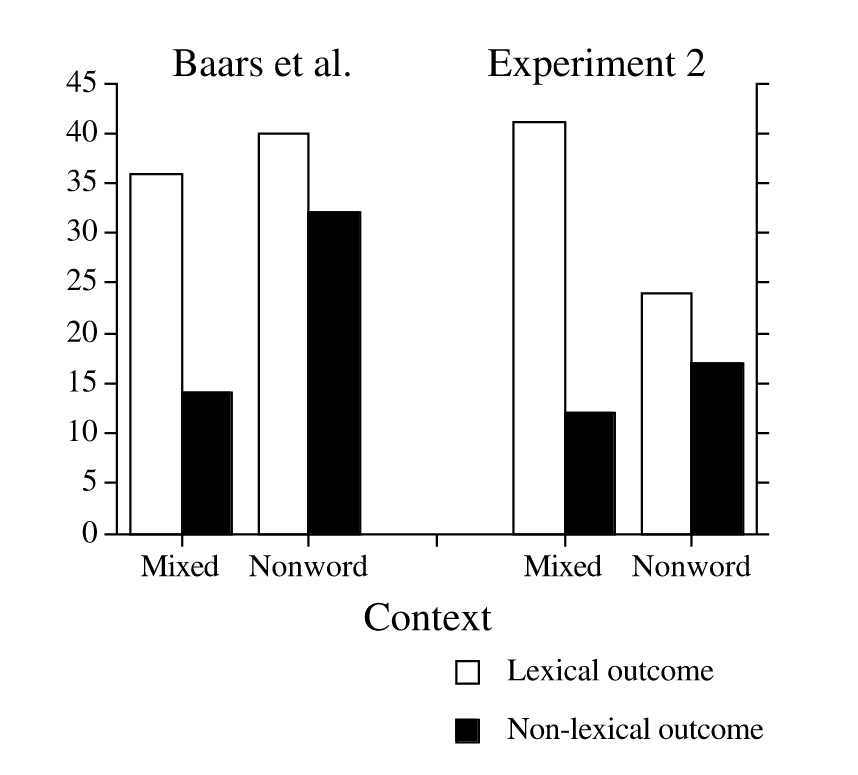 Baars et al. Experiment 2
45
40
35
30
25
20
15
10
5
0
Mixed Nonword Mixed Nonword
Context
Lexical outcome
Non-lexical outcome